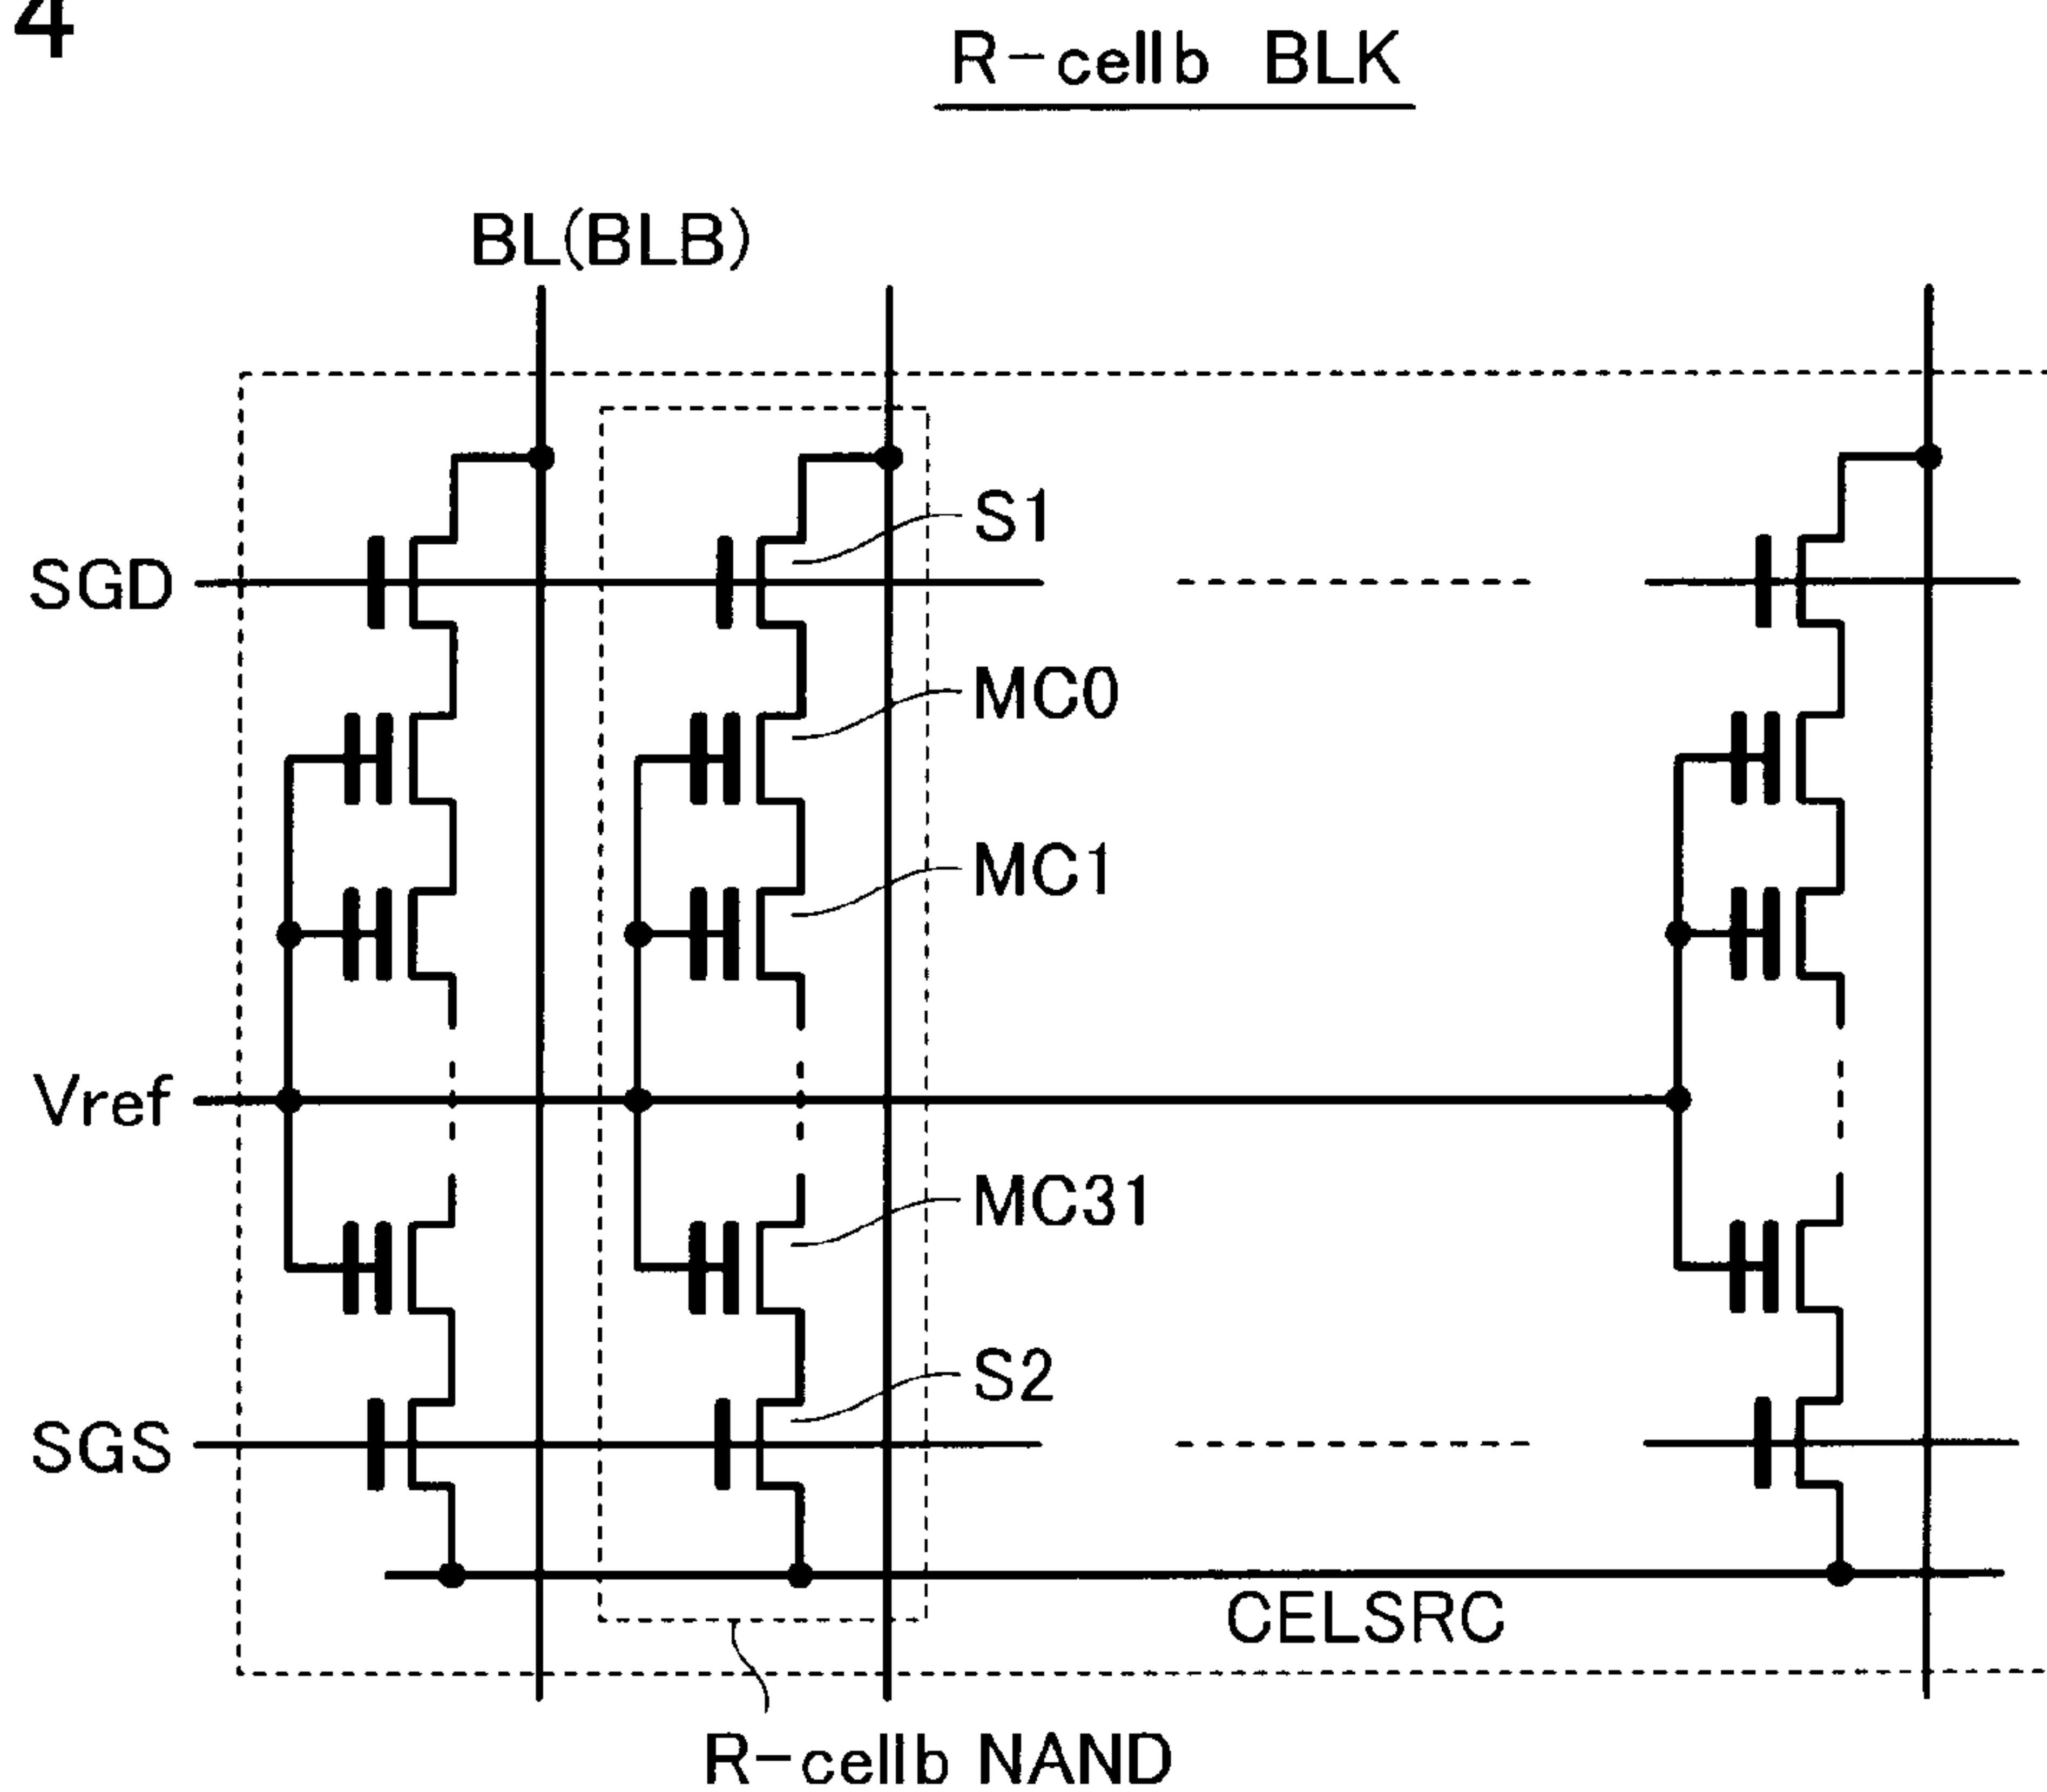 4
R-cellb BLK
BL(BLB)
S1
SGD
MC0
MC1
Vref
MC31
S2
SGS
CELSRC
R-cellb NAND